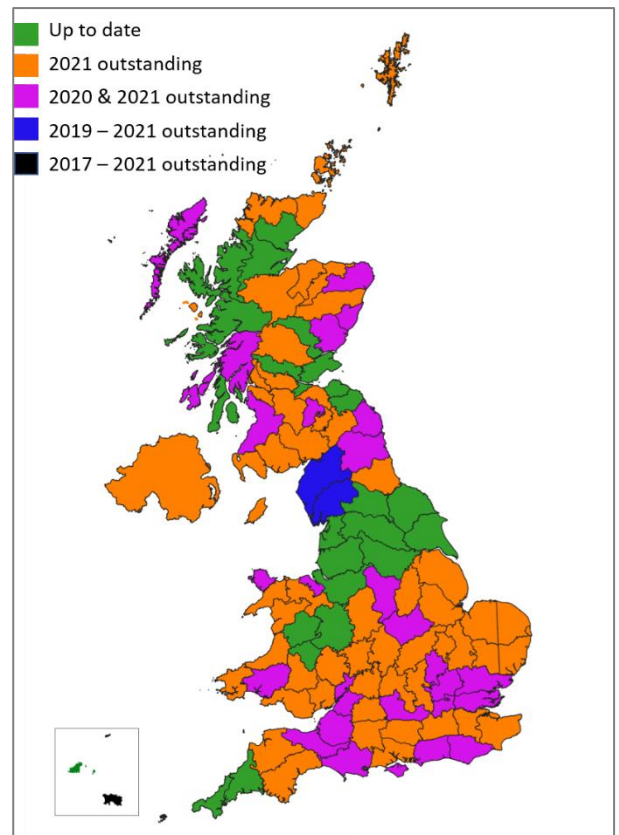 Up to date
2021 outstanding
2020 & 2021 outstanding
2019 – 2021 outstanding
2017 – 2021 outstanding